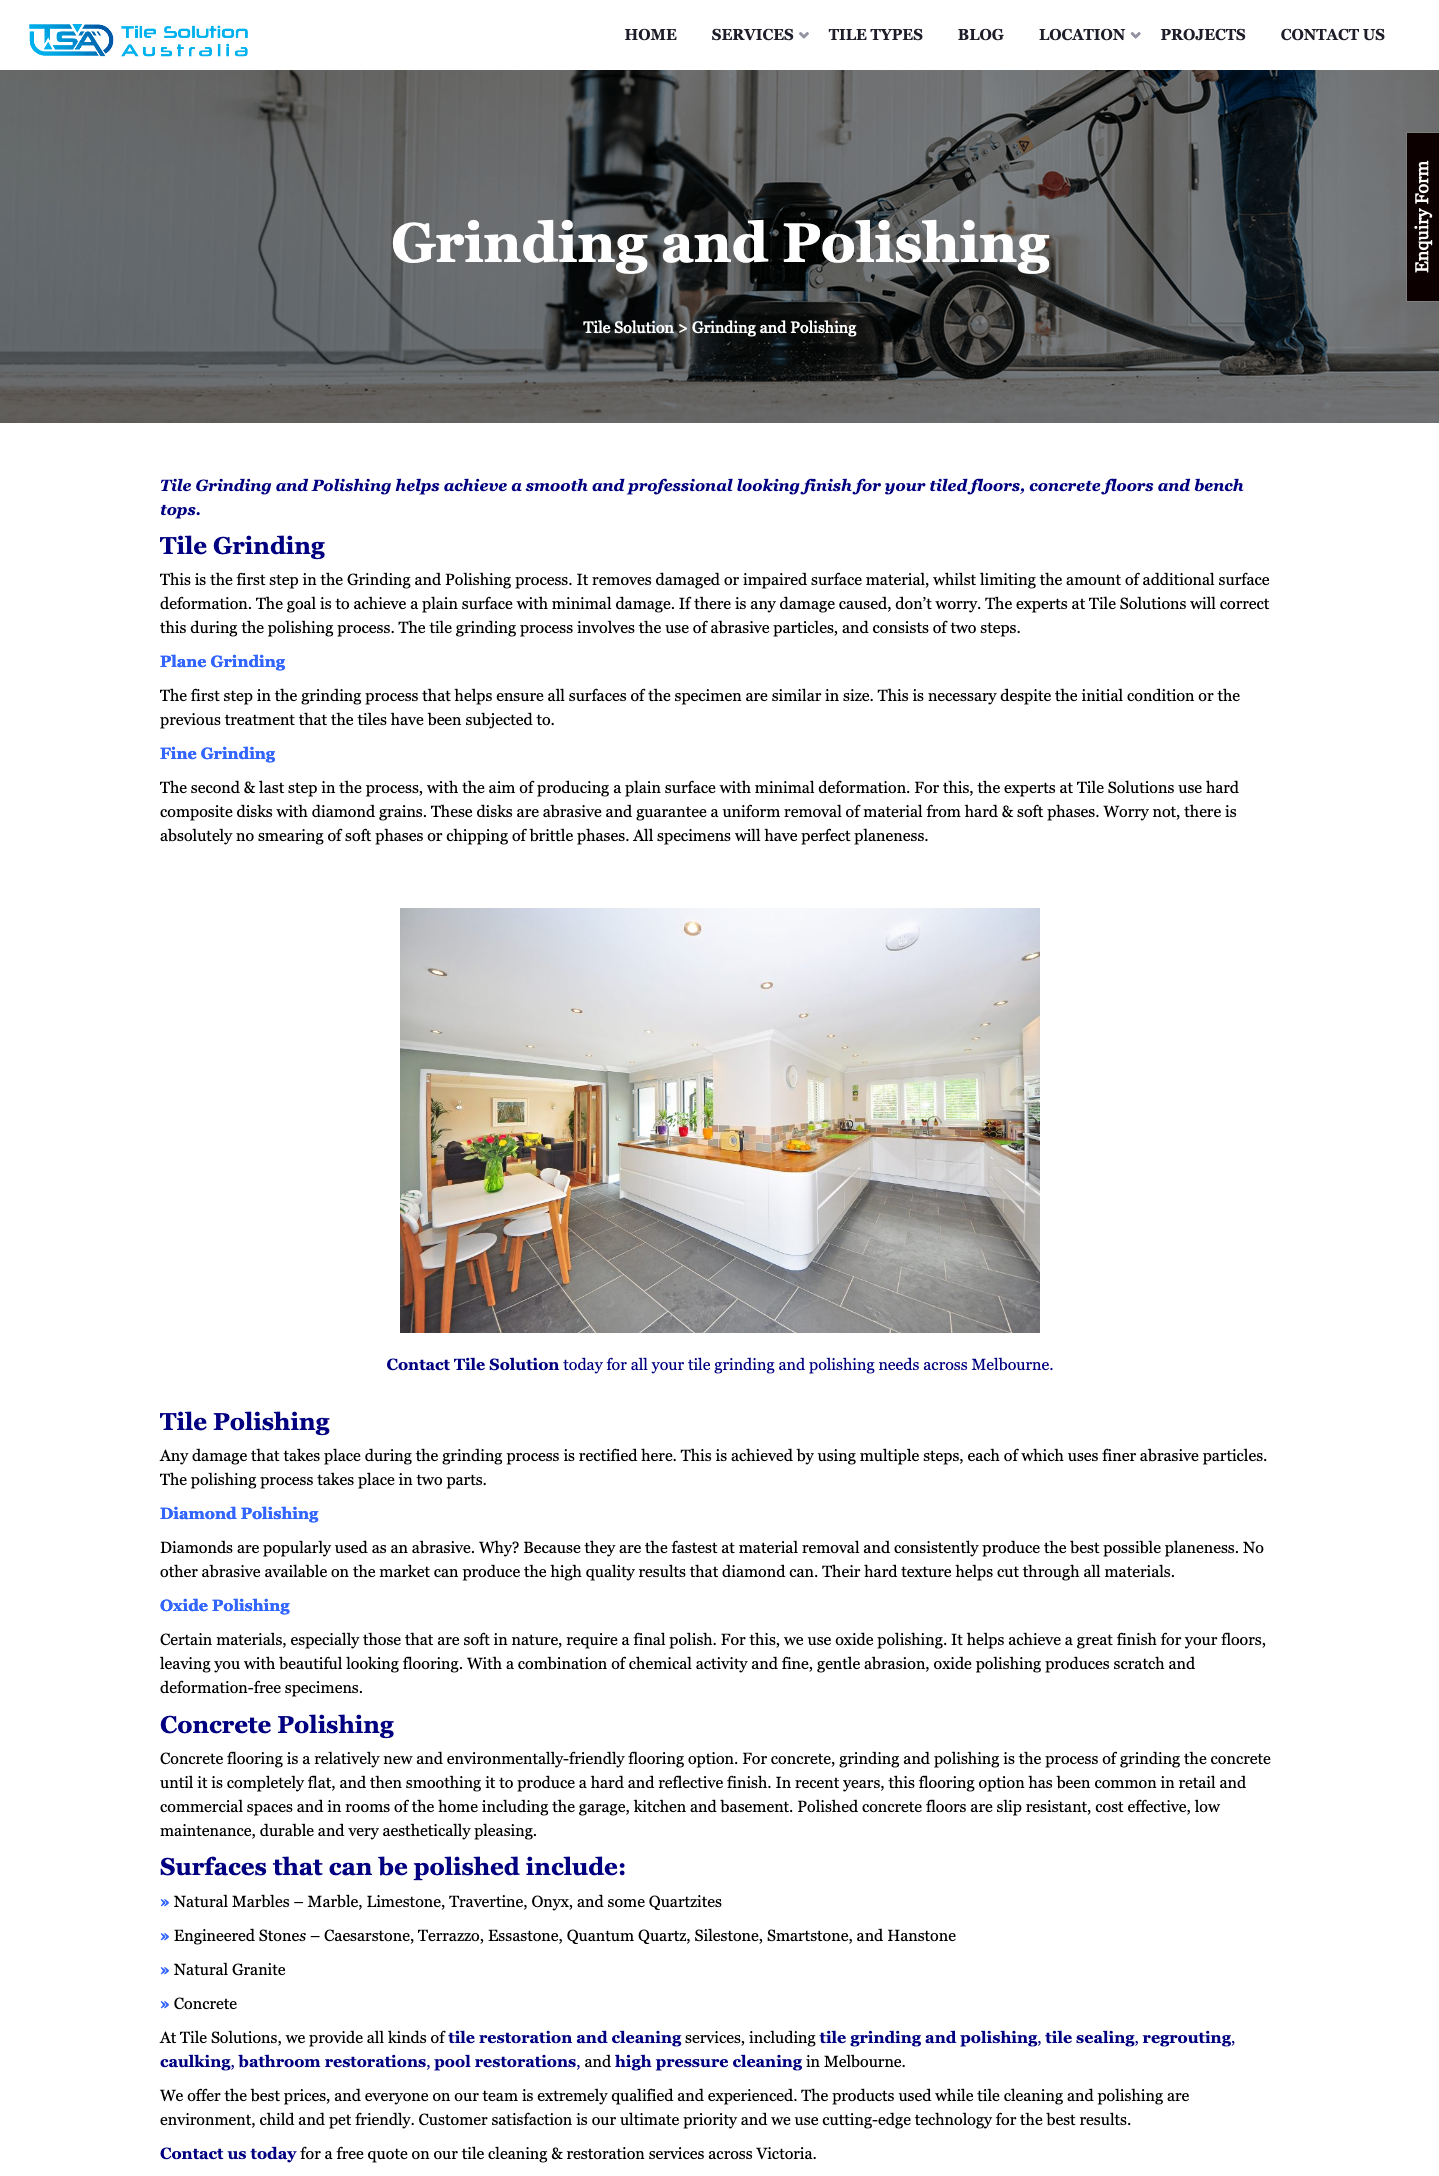 TSA Tile Solution
Australia
HOME SERVICES TILE TYPES BLOG LOCATION PROJECTS CONTACT US
Enquiry Form
Grinding and Polishing
Tile Solution > Grinding and Polishing
Tile Grinding and Polishing helps achieve a smooth and professional looking finish for your tiled floors, concrete floors and bench
tops.
Tile Grinding
This is the first step in the Grinding and Polishing process. It removes damaged or impaired surface material, whilst limiting the amount of additional surface
deformation. The goal is to achieve a plain surface with minimal damage. If there is any damage caused, don’t worry. The experts at Tile Solutions will correct
this during the polishing process. The tile grinding process involves the use of abrasive particles, and consists of two steps.
Plane Grinding
The first step in the grinding process that helps ensure all surfaces of the specimen are similar in size. This is necessary despite the initial condition or the
previous treatment that the tiles have been subjected to.
Fine Grinding
The second & last step in the process, with the aim of producing a plain surface with minimal deformation. For this, the experts at Tile Solutions use hard
composite disks with diamond grains. These disks are abrasive and guarantee a uniform removal of material from hard & soft phases. Worry not, there is
absolutely no smearing of soft phases or chipping of brittle phases. All specimens will have perfect planeness.
Contact Tile Solution today for all your tile grinding and polishing needs across Melbourne.
Tile Polishing
Any damage that takes place during the grinding process is rectified here. This is achieved by using multiple steps, each of which uses finer abrasive particles.
The polishing process takes place in two parts.
Diamond Polishing
Diamonds are popularly used as an abrasive. Why? Because they are the fastest at material removal and consistently produce the best possible planeness. No
other abrasive available on the market can produce the high quality results that diamond can. Their hard texture helps cut through all materials.
Oxide Polishing
Certain materials, especially those that are soft in nature, require a final polish. For this, we use oxide polishing. It helps achieve a great finish for your floors,
leaving you with beautiful looking flooring. With a combination of chemical activity and fine, gentle abrasion, oxide polishing produces scratch and
deformation-free specimens.
Concrete Polishing
Concrete flooring is a relatively new and environmentally-friendly flooring option. For concrete, grinding and polishing is the process of grinding the concrete
until it is completely flat, and then smoothing it to produce a hard and reflective finish. In recent years, this flooring option has been common in retail and
commercial spaces and in rooms of the home including the garage, kitchen and basement. Polished concrete floors are slip resistant, cost effective, low
maintenance, durable and very aesthetically pleasing.
Surfaces that can be polished include:
» Natural Marbles – Marble, Limestone, Travertine, Onyx, and some Quartzites
» Engineered Stones – Caesarstone, Terrazzo, Essastone, Quantum Quartz, Silestone, Smartstone, and Hanstone
» Natural Granite
» Concrete
At Tile Solutions, we provide all kinds of tile restoration and cleaning services, including tile grinding and polishing, tile sealing, regrouting,
caulking, bathroom restorations, pool restorations, and high pressure cleaning in Melbourne.
We offer the best prices, and everyone on our team is extremely qualified and experienced. The products used while tile cleaning and polishing are
environment, child and pet friendly. Customer satisfaction is our ultimate priority and we use cutting-edge technology for the best results.
Contact us today for a free quote on our tile cleaning & restoration services across Victoria.